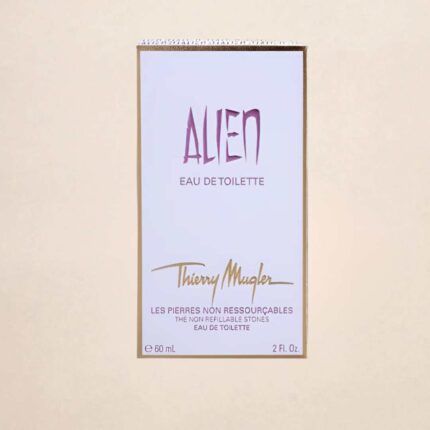 ALIEN
EAU DE TOILETTE
Thierry Mugler
LES PIERRES NON RESSOURÇABLES
THE NON REFILLABLE STONES
EAU DE TOILETTE
℮ 60 mL 2 Fl. Oz.